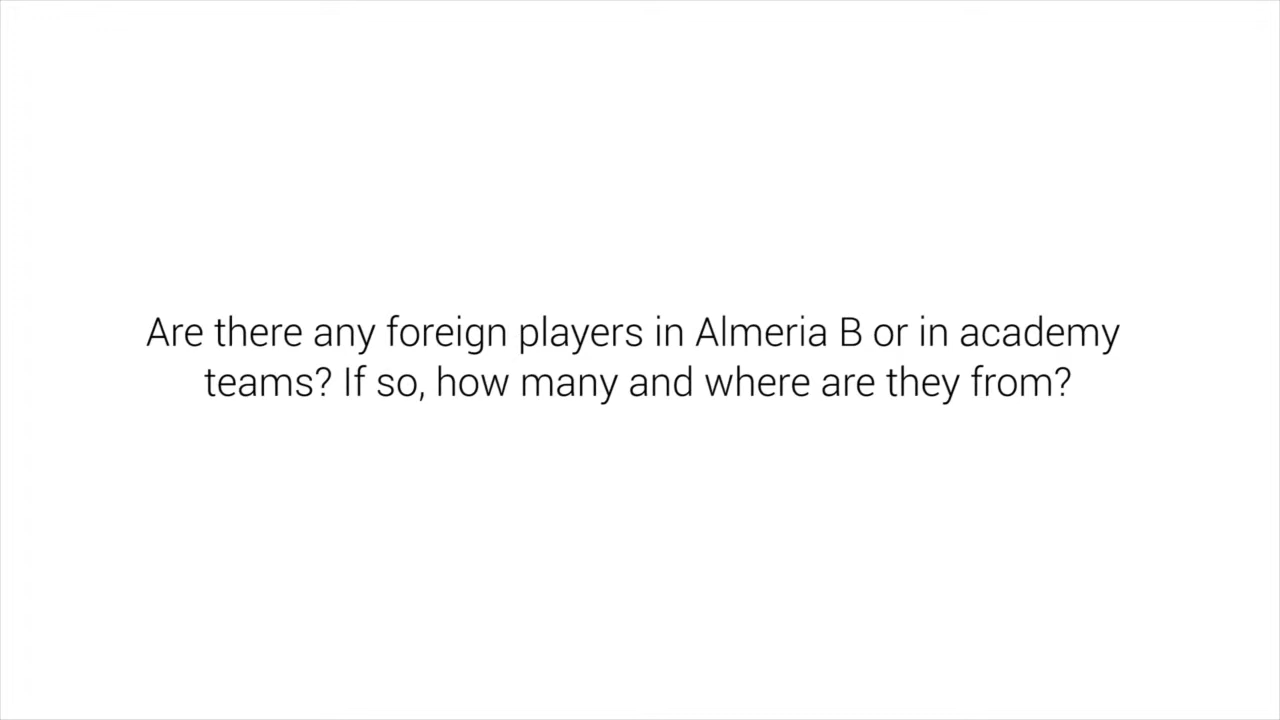 Are there any foreign players in Almeria B or in academy
teams? If so, how many and where are they from?